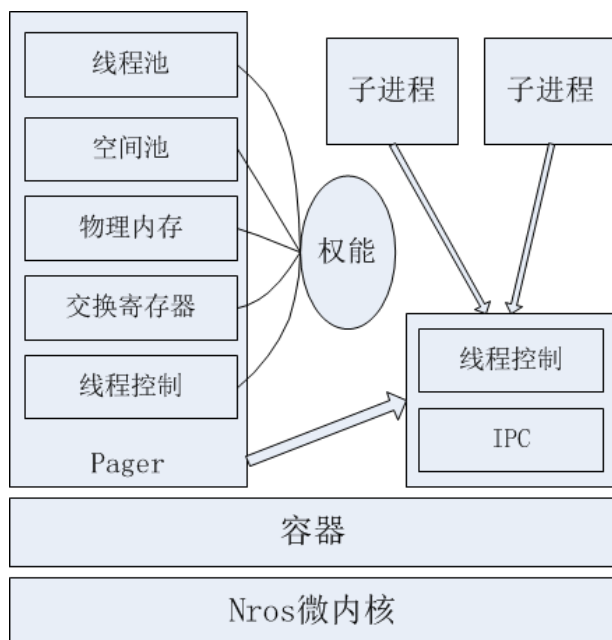 线程池
空间池
物理内存
交换寄存器
线程控制
Pager
权能
子进程
子进程
线程控制
IPC
容器
Nros微内核